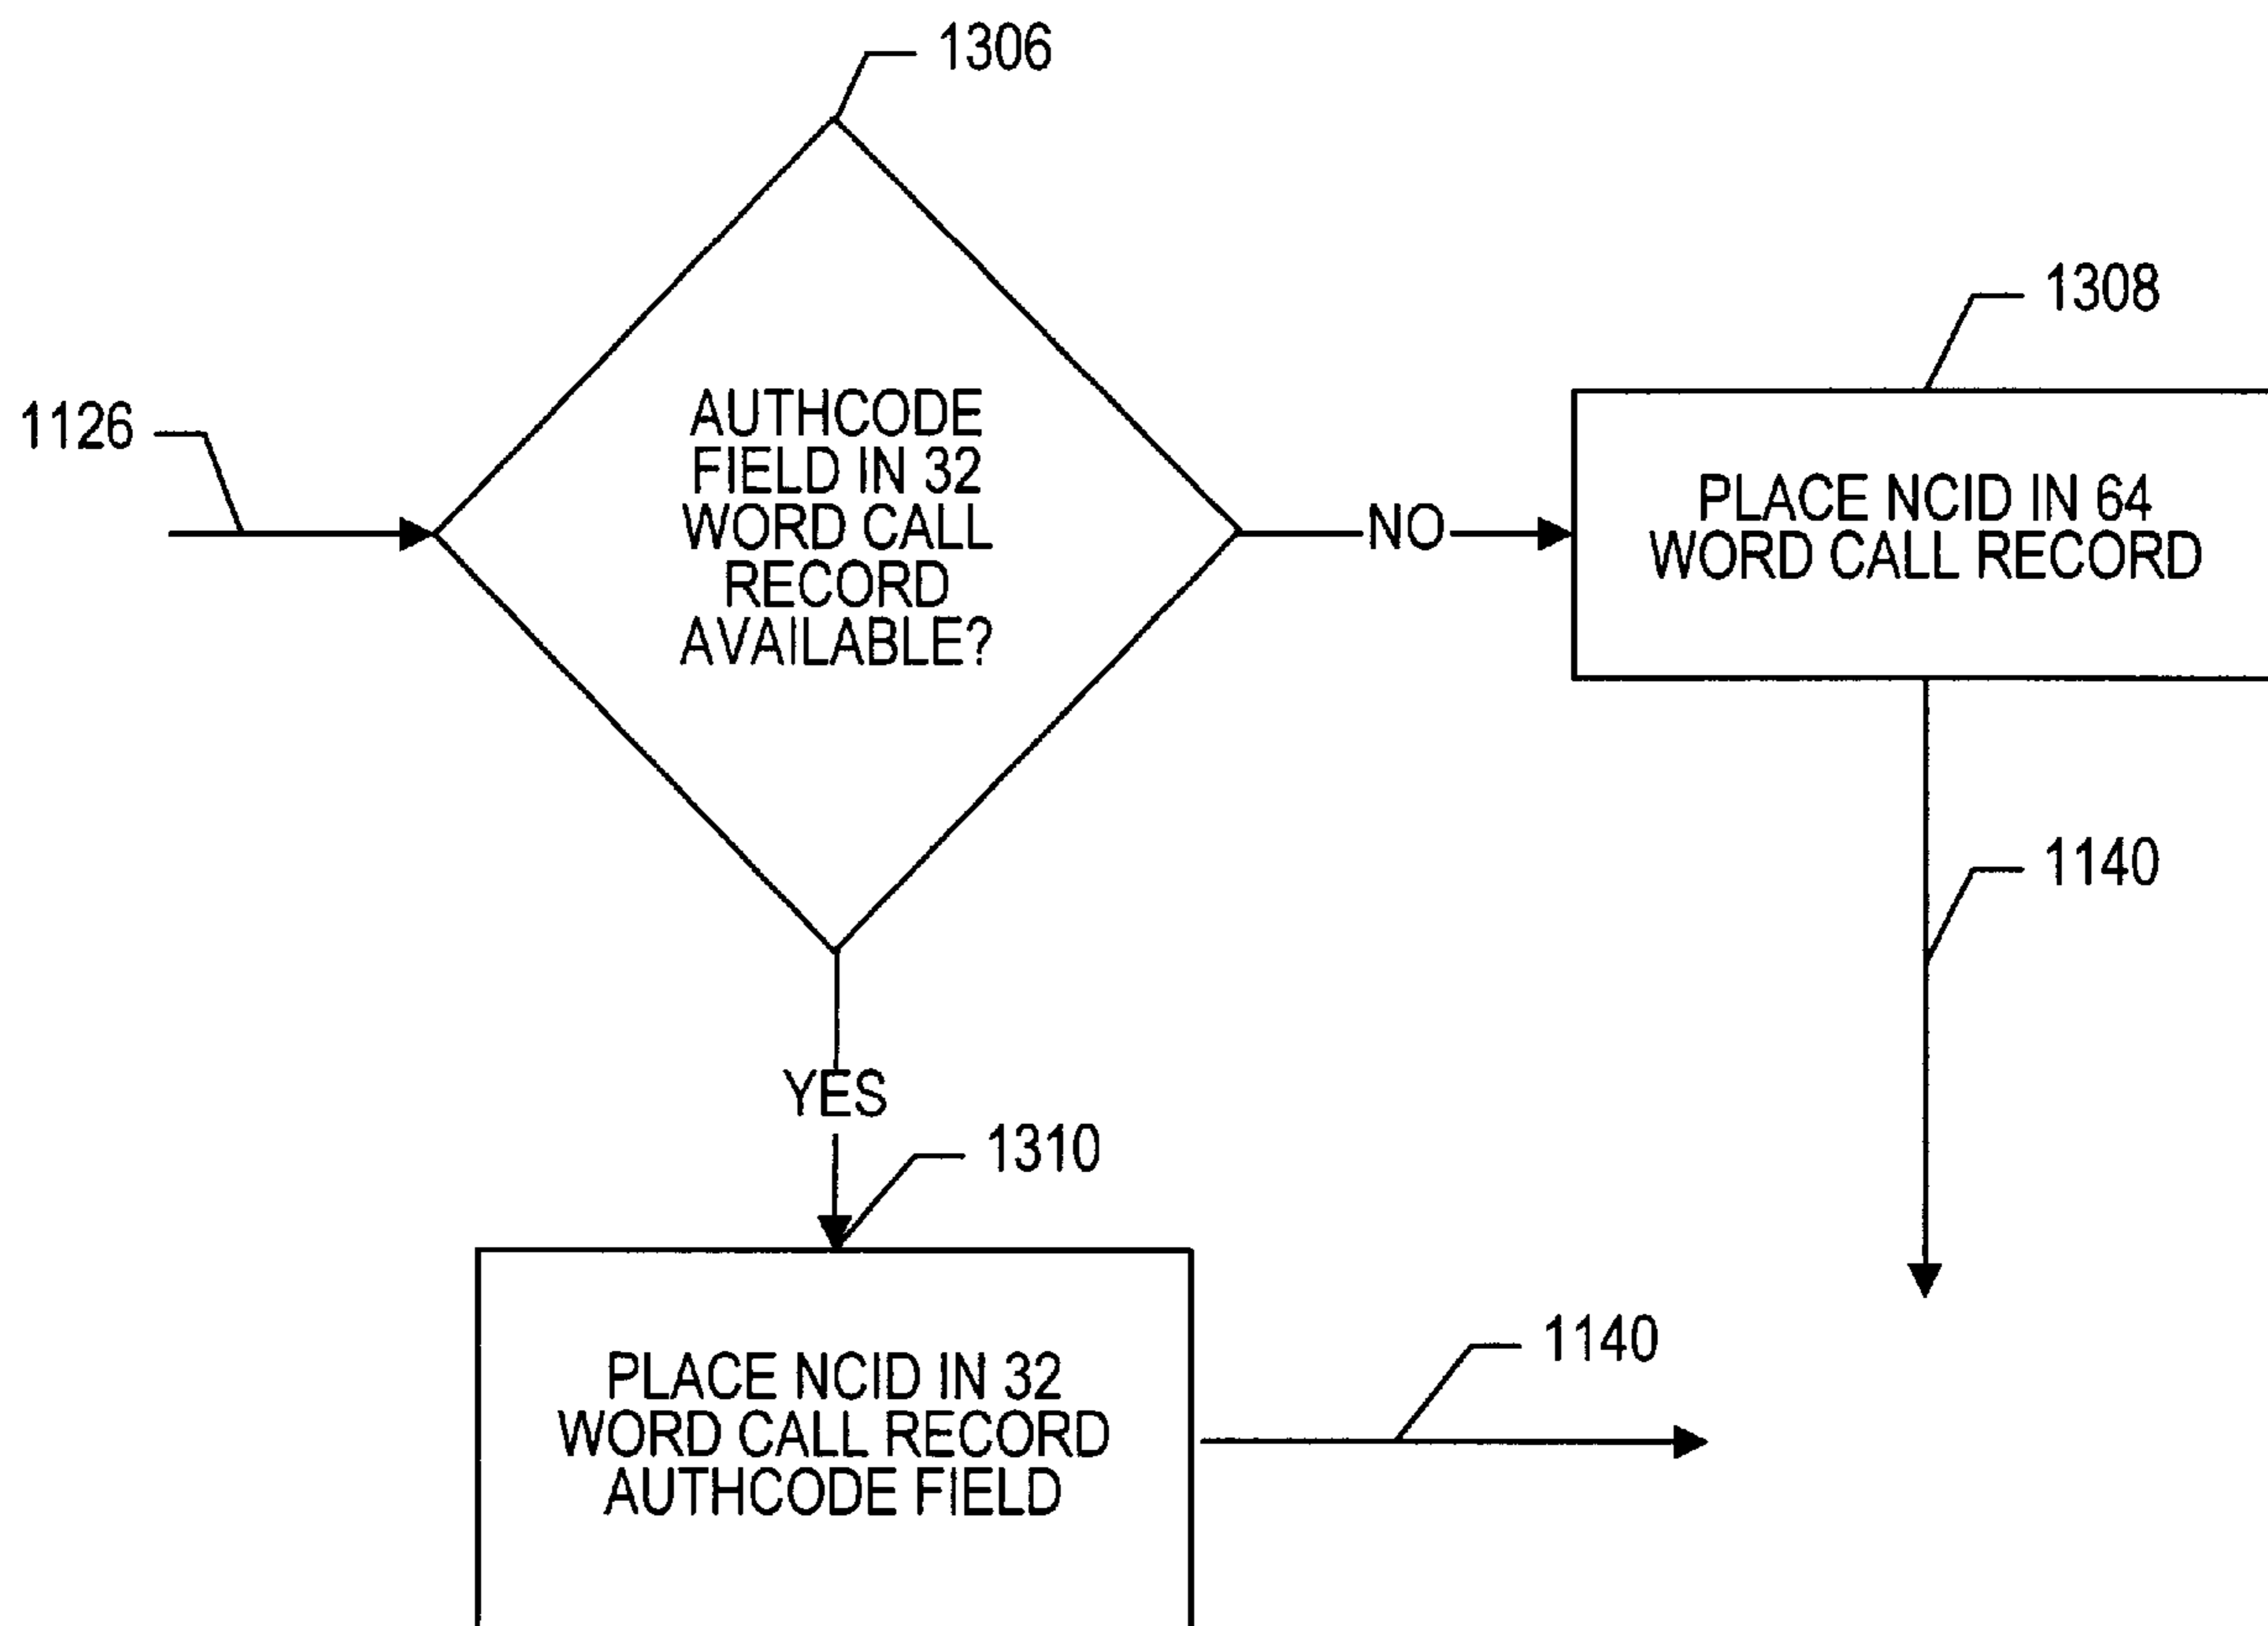 1306
1126
AUTHCODE
FIELD IN 32
WORD CALL
RECORD
AVAILABLE?
NO
1308
PLACE NCID IN 64
WORD CALL RECORD
1140
YES
1310
PLACE NCID IN 32
WORD CALL RECORD
AUTHCODE FIELD
1140